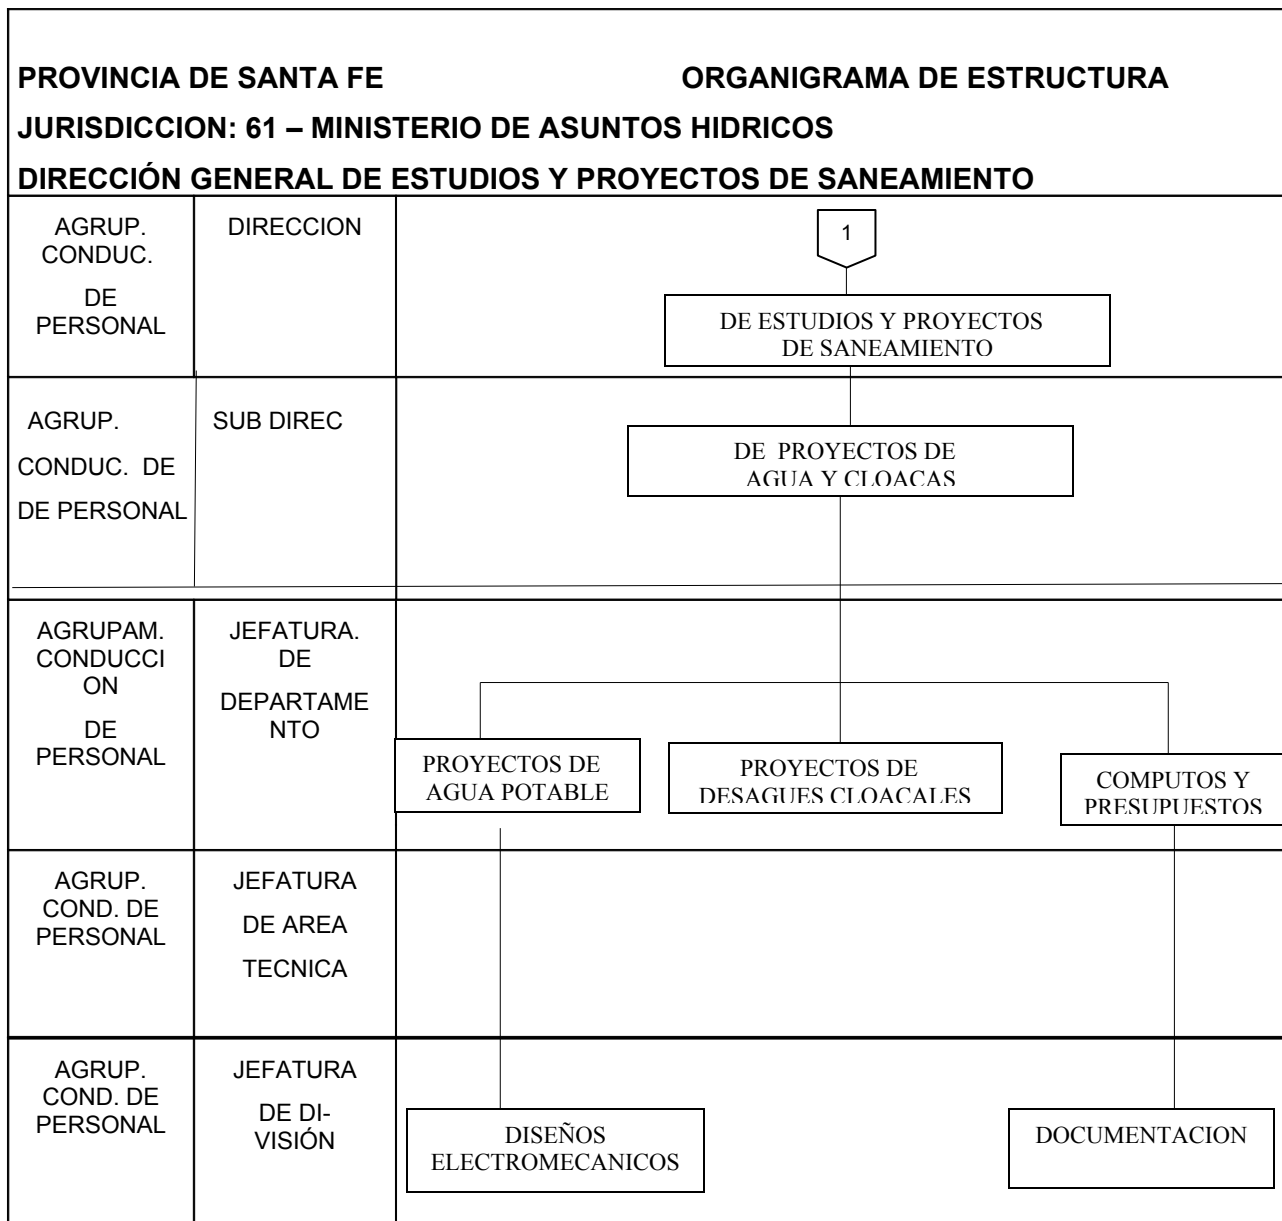 PROVINCIA DE SANTA FE ORGANIGRAMA DE ESTRUCTURA
JURISDICCION: 61 – MINISTERIO DE ASUNTOS HIDRICOS
DIRECCIÓN GENERAL DE ESTUDIOS Y PROYECTOS DE SANEAMIENTO
AGRUP.
CONDUC.
DE
PERSONAL
DIRECCION
1
DE ESTUDIOS Y PROYECTOS
DE SANEAMIENTO
AGRUP.
CONDUC. DE
DE PERSONAL
SUB DIREC
DE PROYECTOS DE
AGUA Y CLOACAS
AGRUPAM.
CONDUCCI
ON
DE
PERSONAL
JEFATURA.
DE
DEPARTAME
NTO
PROYECTOS DE
AGUA POTABLE
PROYECTOS DE
DESAGUES CLOACALES
COMPUTOS Y
PRESUPUESTOS
AGRUP.
COND. DE
PERSONAL
JEFATURA
DE AREA
TECNICA
AGRUP.
COND. DE
PERSONAL
JEFATURA
DE DI-
VISIÓN
DISEÑOS
ELECTROMECANICOS
DOCUMENTACION